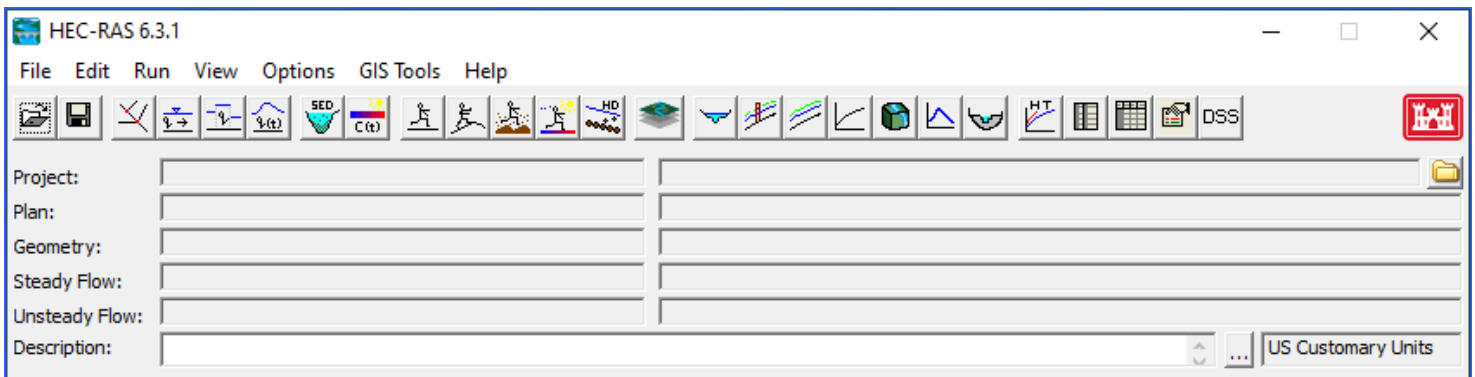 HEC-RAS 6.3.1
File Edit Run View Options GIS Tools Help
SED C(t) HD HT DSS
Project:
Plan:
Geometry:
Steady Flow:
Unsteady Flow:
Description: ... US Customary Units